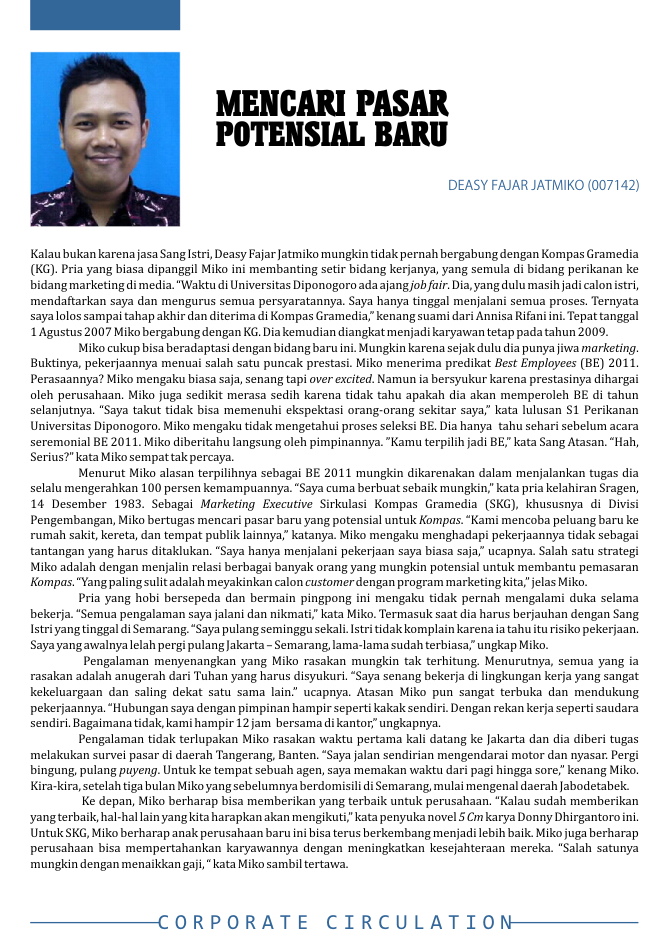 MENCARI PASAR
POTENSIAL BARU
DEASY FAJAR JATMIKO (007142)
Kalau bukan karena jasa Sang Istri, Deasy Fajar Jatmiko mungkin tidak pernah bergabung dengan Kompas Gramedia
(KG). Pria yang biasa dipanggil Miko ini membanting setir bidang kerjanya, yang semula di bidang perikanan ke
bidang marketing di media. “Waktu di Universitas Diponogoro ada ajang job fair. Dia, yang dulu masih jadi calon istri,
mendaftarkan saya dan mengurus semua persyaratannya. Saya hanya tinggal menjalani semua proses. Ternyata
saya lolos sampai tahap akhir dan diterima di Kompas Gramedia,” kenang suami dari Annisa Rifani ini. Tepat tanggal
1 Agustus 2007 Miko bergabung dengan KG. Dia kemudian diangkat menjadi karyawan tetap pada tahun 2009.
Miko cukup bisa beradaptasi dengan bidang baru ini. Mungkin karena sejak dulu dia punya jiwa marketing.
Buktinya, pekerjaannya menuai salah satu puncak prestasi. Miko menerima predikat Best Employees (BE) 2011.
Perasaannya? Miko mengaku biasa saja, senang tapi over excited. Namun ia bersyukur karena prestasinya dihargai
oleh perusahaan. Miko juga sedikit merasa sedih karena tidak tahu apakah dia akan memperoleh BE di tahun
selanjutnya. “Saya takut tidak bisa memenuhi ekspektasi orang-orang sekitar saya,” kata lulusan S1 Perikanan
Universitas Diponegoro. Miko mengaku tidak mengetahui proses seleksi BE. Dia hanya tahu sehari sebelum acara
seremonial BE 2011. Miko diberitahu langsung oleh pimpinannya. ”Kamu terpilih jadi BE,” kata Sang Atasan. “Hah,
Serius?” kata Miko sempat tak percaya.
Menurut Miko alasan terpilihnya sebagai BE 2011 mungkin dikarenakan dalam menjalankan tugas dia
selalu mengerahkan 100 persen kemampuannya. “Saya cuma berbuat sebaik mungkin,” kata pria kelahiran Sragen,
14 Desember 1983. Sebagai Marketing Executive Sirkulasi Kompas Gramedia (SKG), khususnya di Divisi
Pengembangan, Miko bertugas mencari pasar baru yang potensial untuk Kompas. “Kami mencoba peluang baru ke
rumah sakit, kereta, dan tempat publik lainnya,” katanya. Miko mengaku menghadapi pekerjaannya tidak sebagai
tantangan yang harus ditaklukan. “Saya hanya menjalani pekerjaan saya biasa saja,” ucapnya. Salah satu strategi
Miko adalah dengan menjalin relasi berbagai banyak orang yang mungkin potensial untuk membantu pemasaran
Kompas. “Yang paling sulit adalah meyakinkan calon customer dengan program marketing kita,” jelas Miko.
Pria yang hobi bersepeda dan bermain pingpong ini mengaku tidak pernah mengalami duka selama
bekerja. “Semua pengalaman saya jalani dan nikmati,” kata Miko. Termasuk saat dia harus berjauhan dengan Sang
Istri yang tinggal di Semarang. “Saya pulang seminggu sekali. Istri tidak komplain karena ia tahu itu risiko pekerjaan.
Saya yang awalnya lelah pergi pulang Jakarta – Semarang, lama-lama sudah terbiasa,” ungkap Miko.
Pengalaman menyenangkan yang Miko rasakan mungkin tak terhitung. Menurutnya, semua yang ia
rasakan adalah anugerah dari Tuhan yang harus disyukuri. “Saya senang bekerja di lingkungan kerja yang sangat
kekeluargaan dan saling dekat satu sama lain.” ucapnya. Atasan Miko pun sangat terbuka dan mendukung
pekerjaannya. “Hubungan saya dengan pimpinan hampir seperti kakak sendiri. Dengan rekan kerja seperti saudara
sendiri. Bagaimana tidak, kami hampir 12 jam bersama di kantor,” ungkapnya.
Pengalaman tidak terlupakan Miko rasakan waktu pertama kali datang ke Jakarta dan dia diberi tugas
melakukan survei pasar di daerah Tangerang, Banten. “Saya jalan sendirian mengendarai motor dan nyasar. Pergi
bingung, pulang puyeng. Untuk ke tempat sebuah agen, saya memakan waktu dari pagi hingga sore,” kenang Miko.
Kira-kira, setelah tiga bulan Miko yang sebelumnya berdomisili di Semarang, mulai mengenal daerah Jabodetabek.
Ke depan, Miko berharap bisa memberikan yang terbaik untuk perusahaan. “Kalau sudah memberikan
yang terbaik, hal-hal lain yang kita harapkan akan mengikuti,” kata penyuka novel 5 Cm karya Donny Dhirgantoro ini.
Untuk SKG, Miko berharap anak perusahaan baru ini bisa terus berkembang menjadi lebih baik. Miko juga berharap
perusahaan bisa mempertahankan karyawannya dengan meningkatkan kesejahteraan mereka. “Salah satunya
mungkin dengan menaikkan gaji, “ kata Miko sambil tertawa.
CORPORATE CIRCULATION